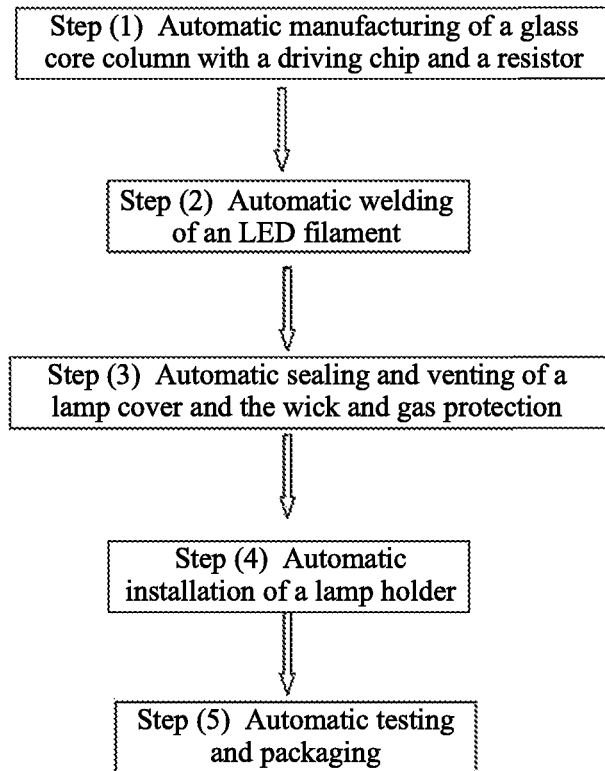 Step (1) Automatic manufacturing of a glass
core column with a driving chip and a resistor
Step (2) Automatic welding
of an LED filament
Step (3) Automatic sealing and venting of a
lamp cover and the wick and gas protection
Step (4) Automatic
installation of a lamp holder
Step (5) Automatic testing
and packaging